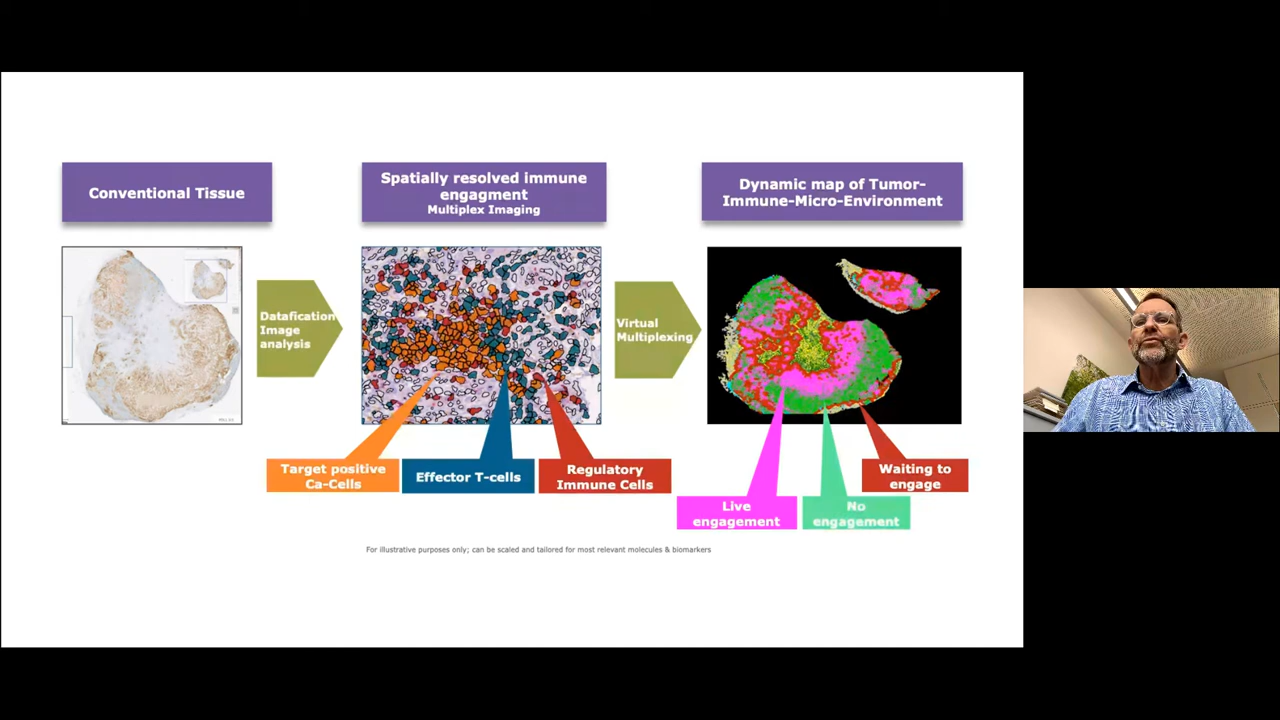 Conventional Tissue
Spatially resolved immune
engagment
Multiplex Imaging
Dynamic map of Tumor-
Immune-Micro-Environment
Datafication
Image
analysis
Virtual
Multiplexing
Target positive
Ca-Cells
Effector T-cells
Regulatory
Immune Cells
Waiting to
engage
Live
engagement
No
engagement
For illustrative purposes only; can be scaled and tailored for most relevant molecules & biomarkers